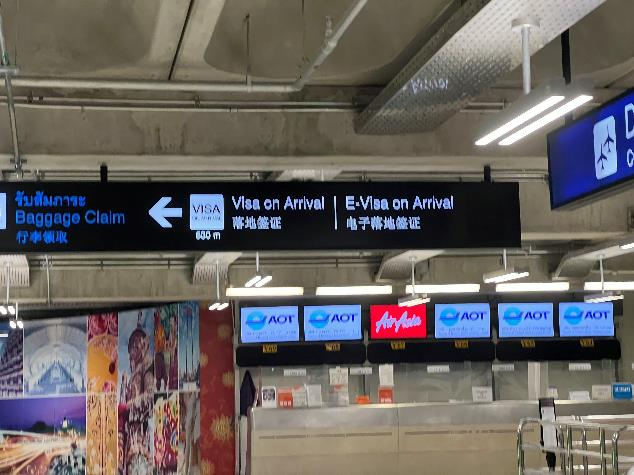 รับสัมภาระ
Baggage Claim
行李领取
VISA
630 m
Visa on Arrival
落地签证
E-Visa on Arrival
电子落地签证
AOT
AOT
AirAsia
AOT
AOT
AOT